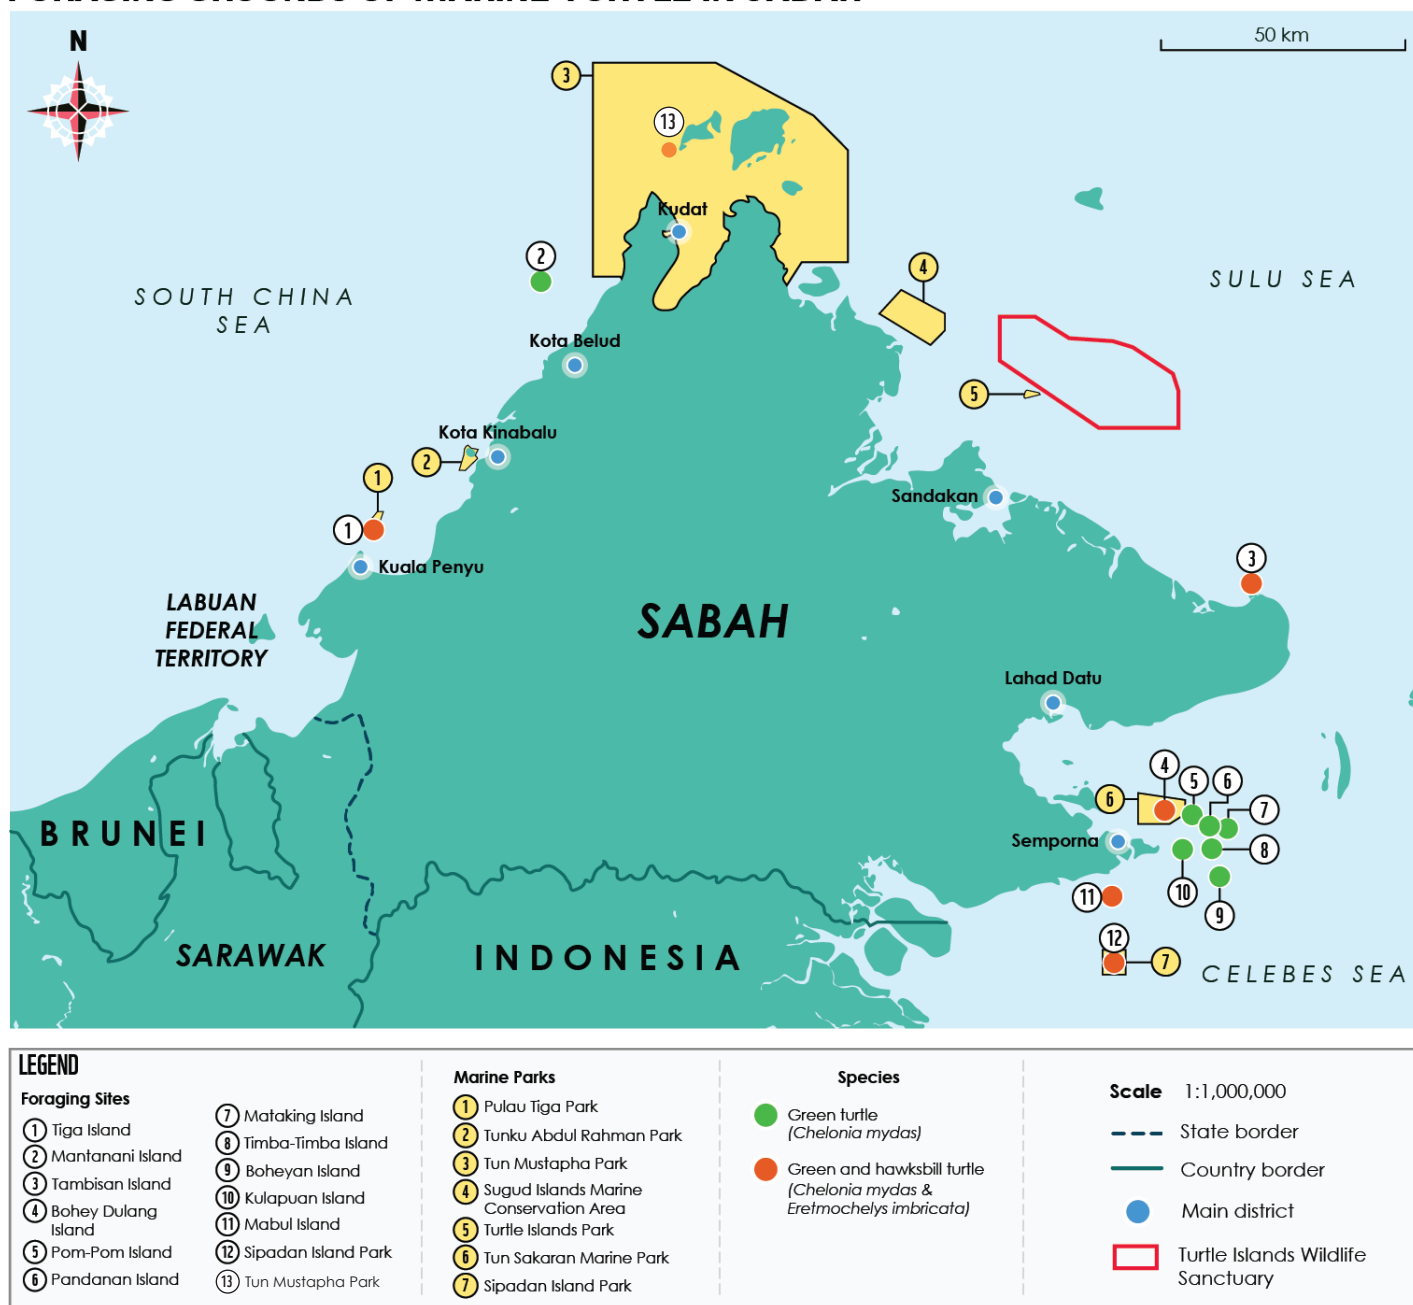 FORAGING GROUNDS OF MARINE TURTLE IN SABAH
N
50 km
3
13
Kudat
2
4
SOUTH CHINA
SEA
SULU SEA
Kota Belud
5
Kota Kinabalu
2
1
Sandakan
1
Kuala Penyu
3
LABUAN
FEDERAL
TERRITORY
SABAH
Lahad Datu
4
5
6
7
6
BRUNEI
Semporna
8
11
10
9
12
7
SARAWAK
INDONESIA
CELEBES SEA
LEGEND
Foraging Sites
1 Tiga Island
2 Mantanani Island
3 Tambisan Island
4 Bohey Dulang
Island
5 Pom-Pom Island
6 Pandanan Island
7 Mataking Island
8 Timba-Timba Island
9 Boheyan Island
10 Kulapuan Island
11 Mabul Island
12 Sipadan Island Park
13 Tun Mustapha Park
Marine Parks
1 Pulau Tiga Park
2 Tunku Abdul Rahman Park
3 Tun Mustapha Park
4 Sugud Islands Marine
Conservation Area
5 Turtle Islands Park
6 Tun Sakaran Marine Park
7 Sipadan Island Park
Species
Green turtle
(Chelonia mydas)
Green and hawksbill turtle
(Chelonia mydas &
Eretmochelys imbricata)
Scale 1:1,000,000
State border
Country border
Main district
Turtle Islands Wildlife
Sanctuary